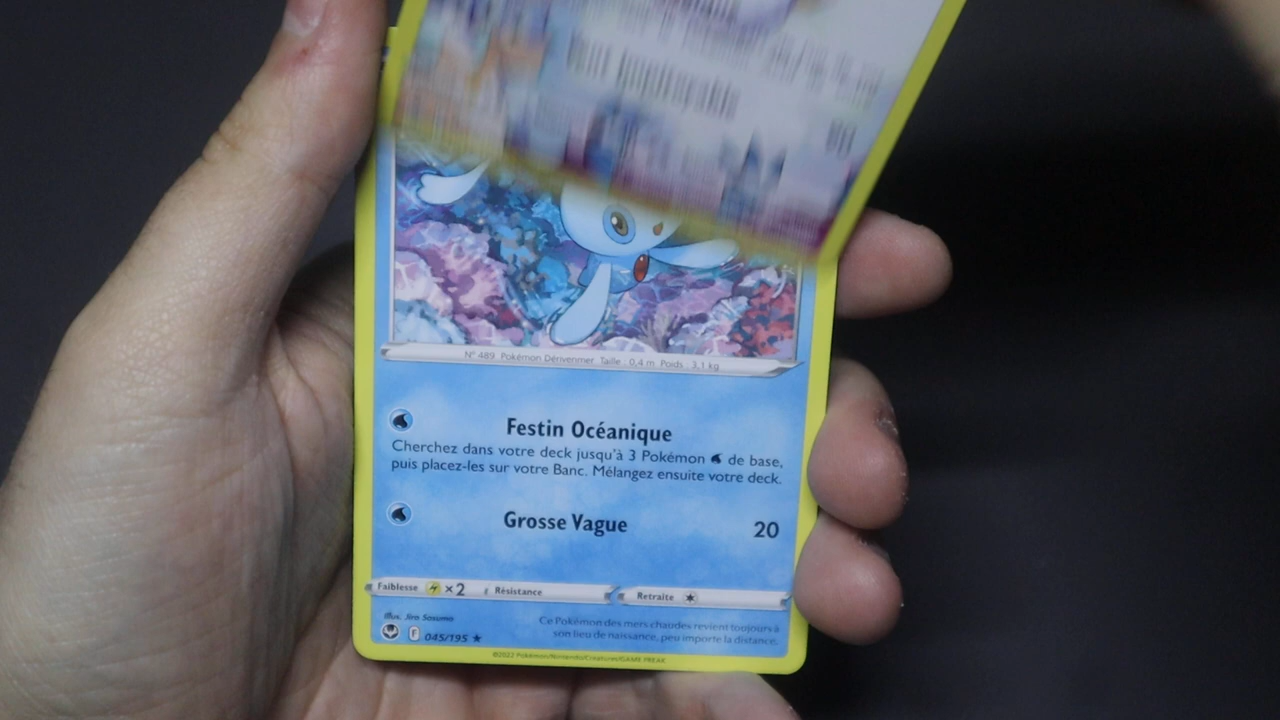 Nº 489 Pokémon Dérivenmer Taille : 0,4 m Poids : 3,1 kg
Festin Océanique
Cherchez dans votre deck jusqu'à 3 Pokémon de base,
puis placez-les sur votre Banc. Mélangez ensuite votre deck.
Grosse Vague 20
Faiblesse ×2 Résistance Retraite
Illus. Jiro Sasumo
Ce Pokémon des mers chaudes revient toujours à
son lieu de naissance, peu importe la distance.
F 045/195 ★
©2022 Pokémon/Nintendo/Creatures/GAME FREAK